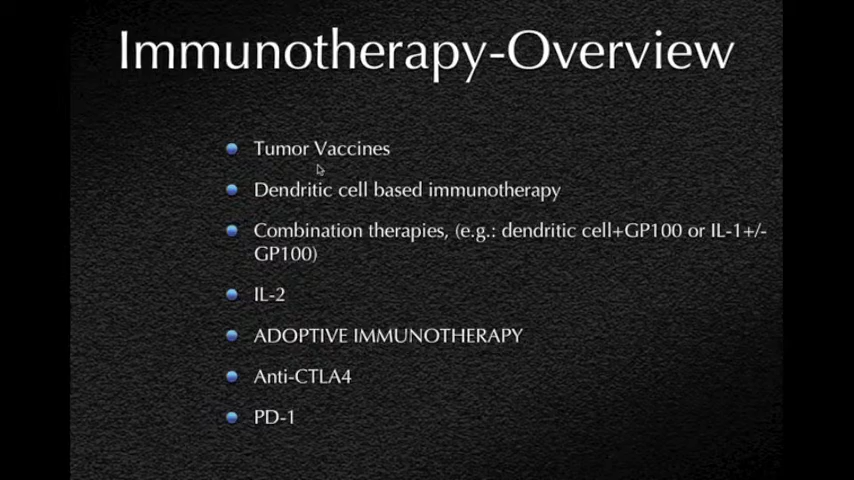 Immunotherapy-Overview
Tumor Vaccines
Dendritic cell based immunotherapy
Combination therapies, (e.g.: dendritic cell+GP100 or IL-1+/-
GP100)
IL-2
ADOPTIVE IMMUNOTHERAPY
Anti-CTLA4
PD-1